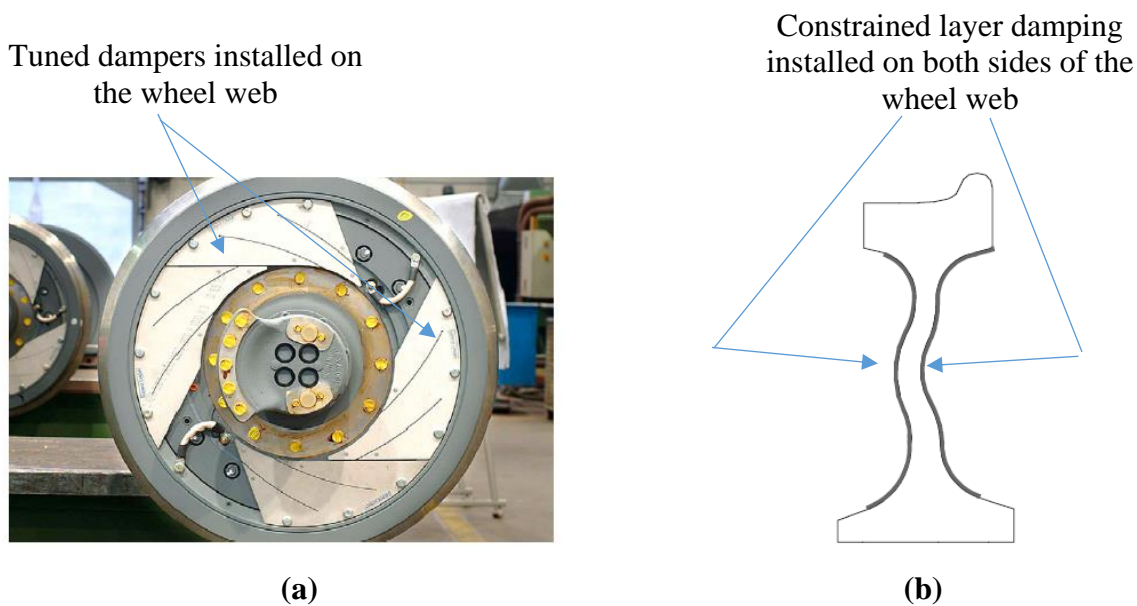 Tuned dampers installed on
the wheel web
Constrained layer damping
installed on both sides of the
wheel web
(a)
(b)